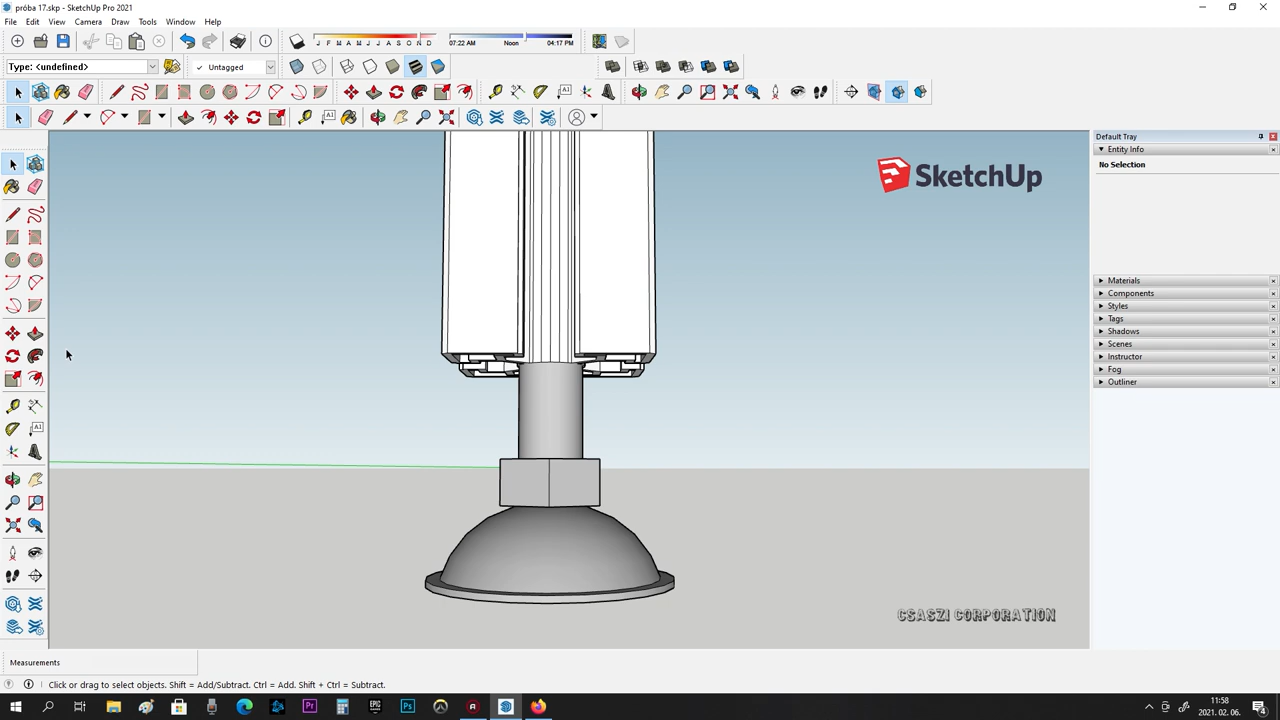 próba 17.skp - SketchUp Pro 2021
File Edit View Camera Draw Tools Window Help
J F M A M J J A S O N D 07:22 AM Noon 04:17 PM
Type: <undefined> Untagged
Default Tray
Entity Info
No Selection
SketchUp
Materials
Components
Styles
Tags
Shadows
Scenes
Instructor
Fog
Outliner
CSASZI CORPORATION
Measurements
Click or drag to select objects. Shift = Add/Subtract. Ctrl = Add. Shift + Ctrl = Subtract.
11:58
2021. 02. 06.